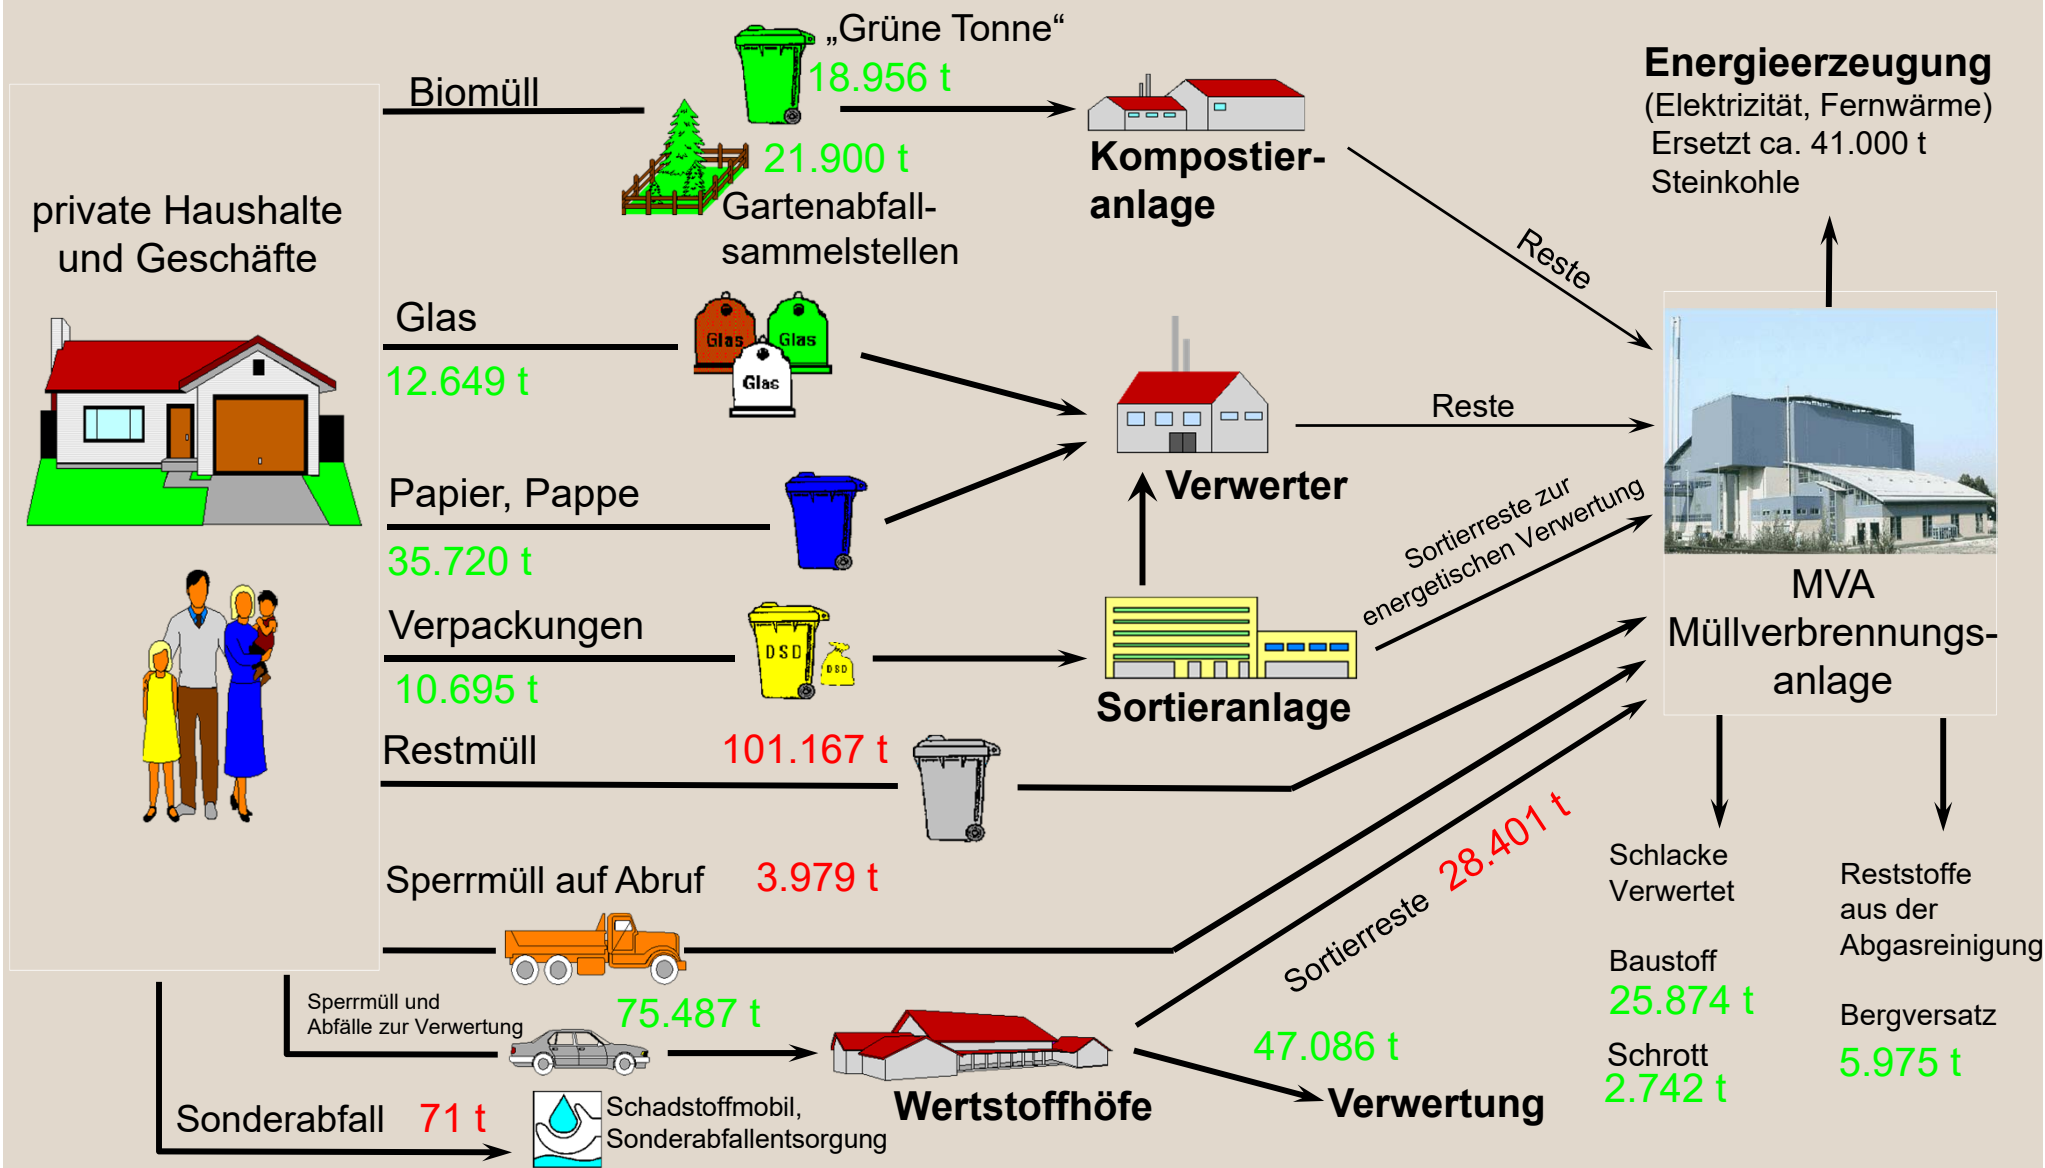 private Haushalte
und Geschäfte
Biomüll
„Grüne Tonne“
18.956 t
21.900 t
Gartenabfall-
sammelstellen
Kompostier-
anlage
Reste
Energieerzeugung
(Elektrizität, Fernwärme)
Ersetzt ca. 41.000 t
Steinkohle
Glas
12.649 t
Glas
Glas
Glas
Verwerter
Reste
Papier, Pappe
35.720 t
Verpackungen
10.695 t
DSD
DSD
Sortieranlage
Sortierreste zur
energetischen Verwertung
MVA
Müllverbrennungs-
anlage
Restmüll
101.167 t
Sperrmüll auf Abruf
3.979 t
Sortierreste 28.401 t
Sperrmüll und
Abfälle zur Verwertung
75.487 t
Wertstoffhöfe
47.086 t
Verwertung
Sonderabfall
71 t
Schadstoffmobil,
Sonderabfallentsorgung
Schlacke
Verwertet
Baustoff
25.874 t
Schrott
2.742 t
Reststoffe
aus der
Abgasreinigung
Bergversatz
5.975 t